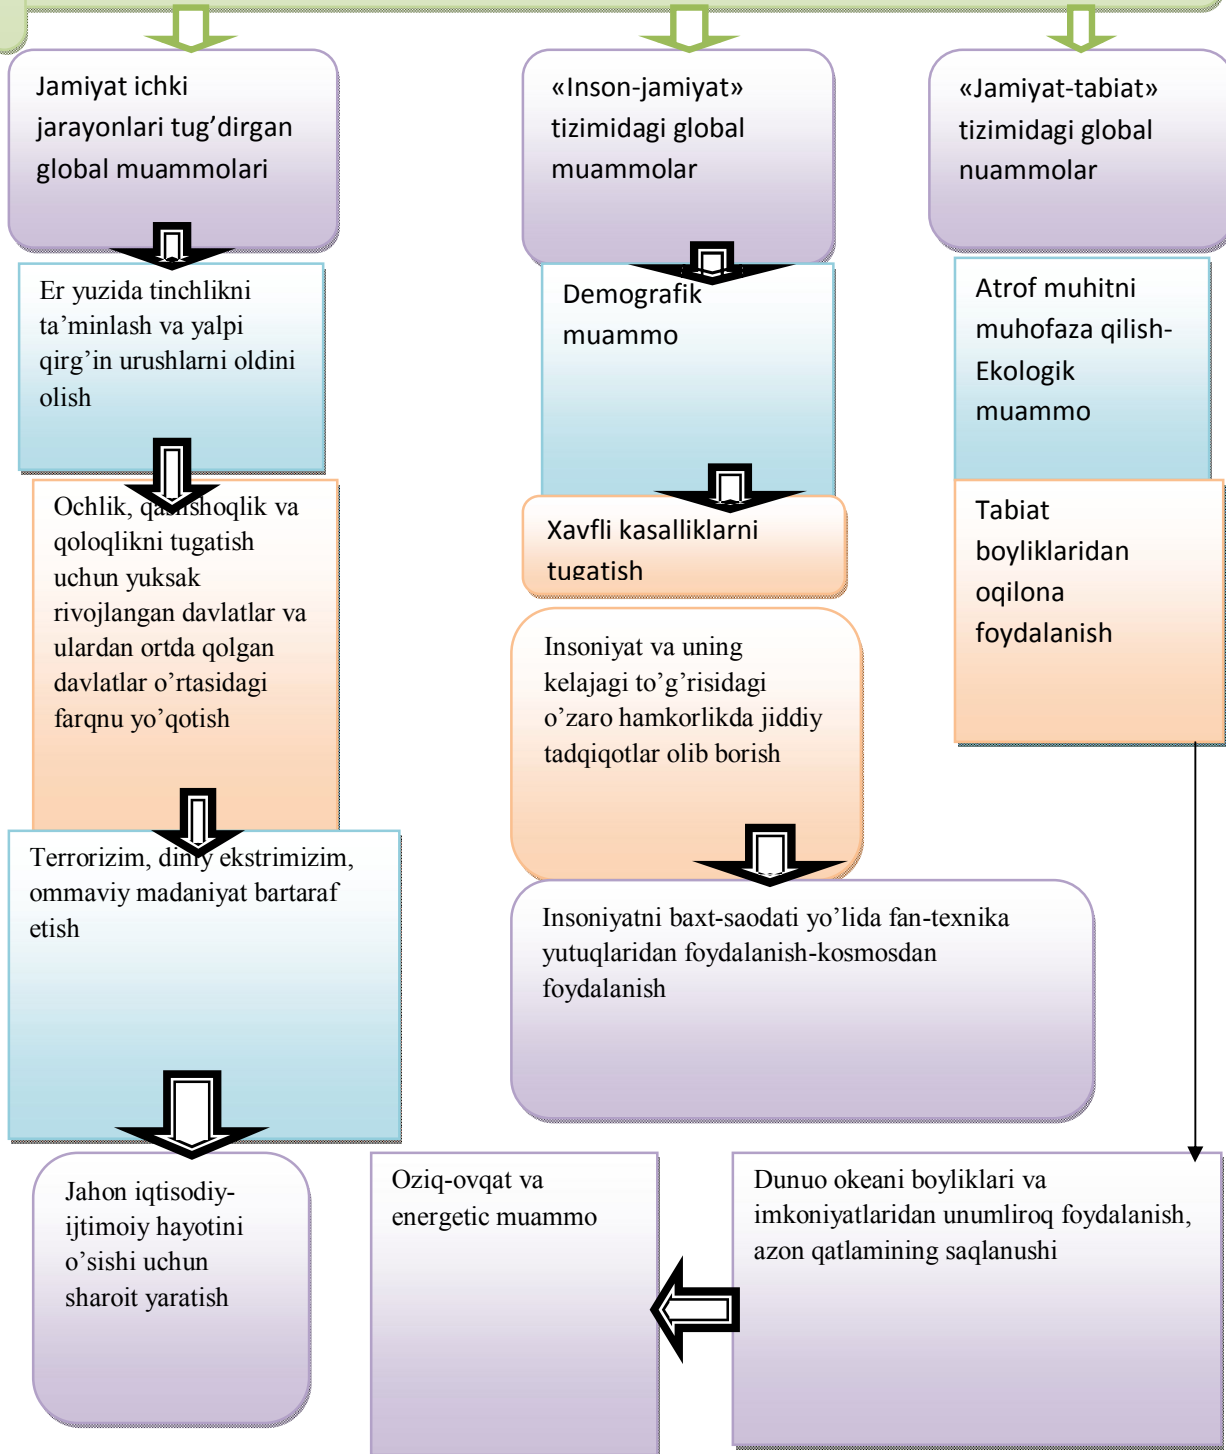 Jamiyat ichki
jarayonlari tug’dirgan
global muammolari
«Inson-jamiyat»
tizimidagi global
muammolar
«Jamiyat-tabiat»
tizimidagi global
nuammolar
Er yuzida tinchlikni
ta’minlash va yalpi
qirg’in urushlarni oldini
olish
Demografik
muammo
Atrof muhitni
muhofaza qilish-
Ekologik
muammo
Ochlik, qashshoqlik va
qoloqlikni tugatish
uchun yuksak
rivojlangan davlatlar va
ulardan ortda qolgan
davlatlar o’rtasidagi
farqnu yo’qotish
Xavfli kasalliklarni
tugatish
Tabiat
boyliklaridan
oqilona
foydalanish
Insoniyat va uning
kelajagi to’g’risidagi
o’zaro hamkorlikda jiddiy
tadqiqotlar olib borish
Terrorizim, diniy ekstrimizim,
ommaviy madaniyat bartaraf
etish
Insoniyatni baxt-saodati yo’lida fan-texnika
yutuqlaridan foydalanish-kosmosdan
foydalanish
Jahon iqtisodiy-
ijtimoiy hayotini
o’sishi uchun
sharoit yaratish
Oziq-ovqat va
energetic muammo
Dunuo okeani boyliklari va
imkoniyatlaridan unumliroq foydalanish,
azon qatlamining saqlanushi